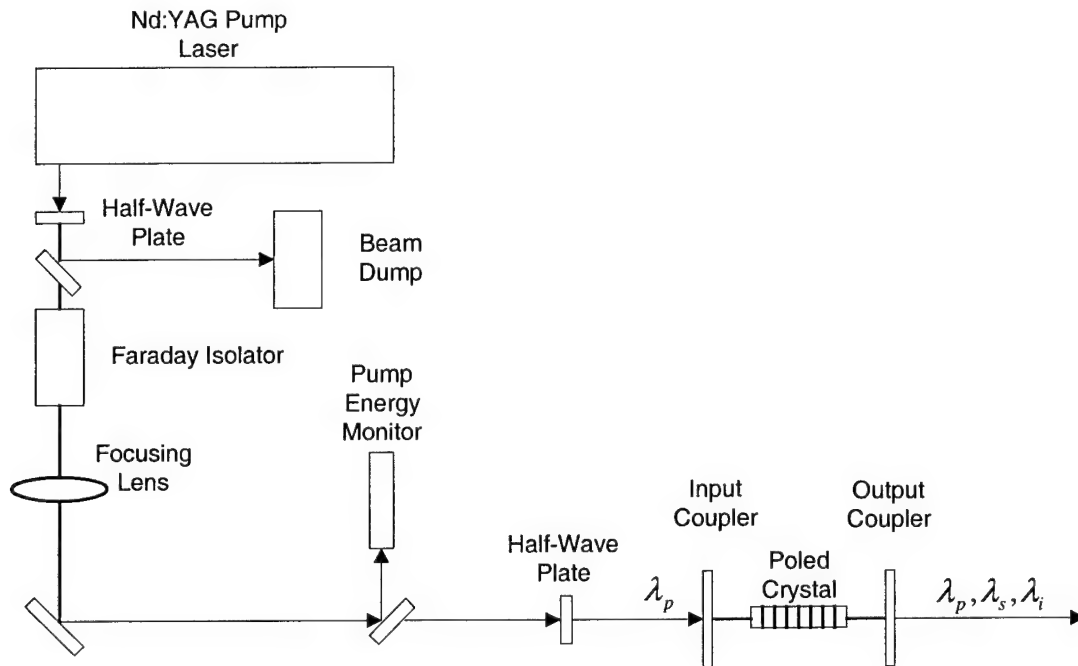 Nd:YAG Pump
Laser
Half-Wave
Plate
Beam
Dump
Faraday Isolator
Pump
Energy
Monitor
Focusing
Lens
Input
Coupler
Output
Coupler
Half-Wave
Plate
Poled
Crystal
λp
λp, λs, λi